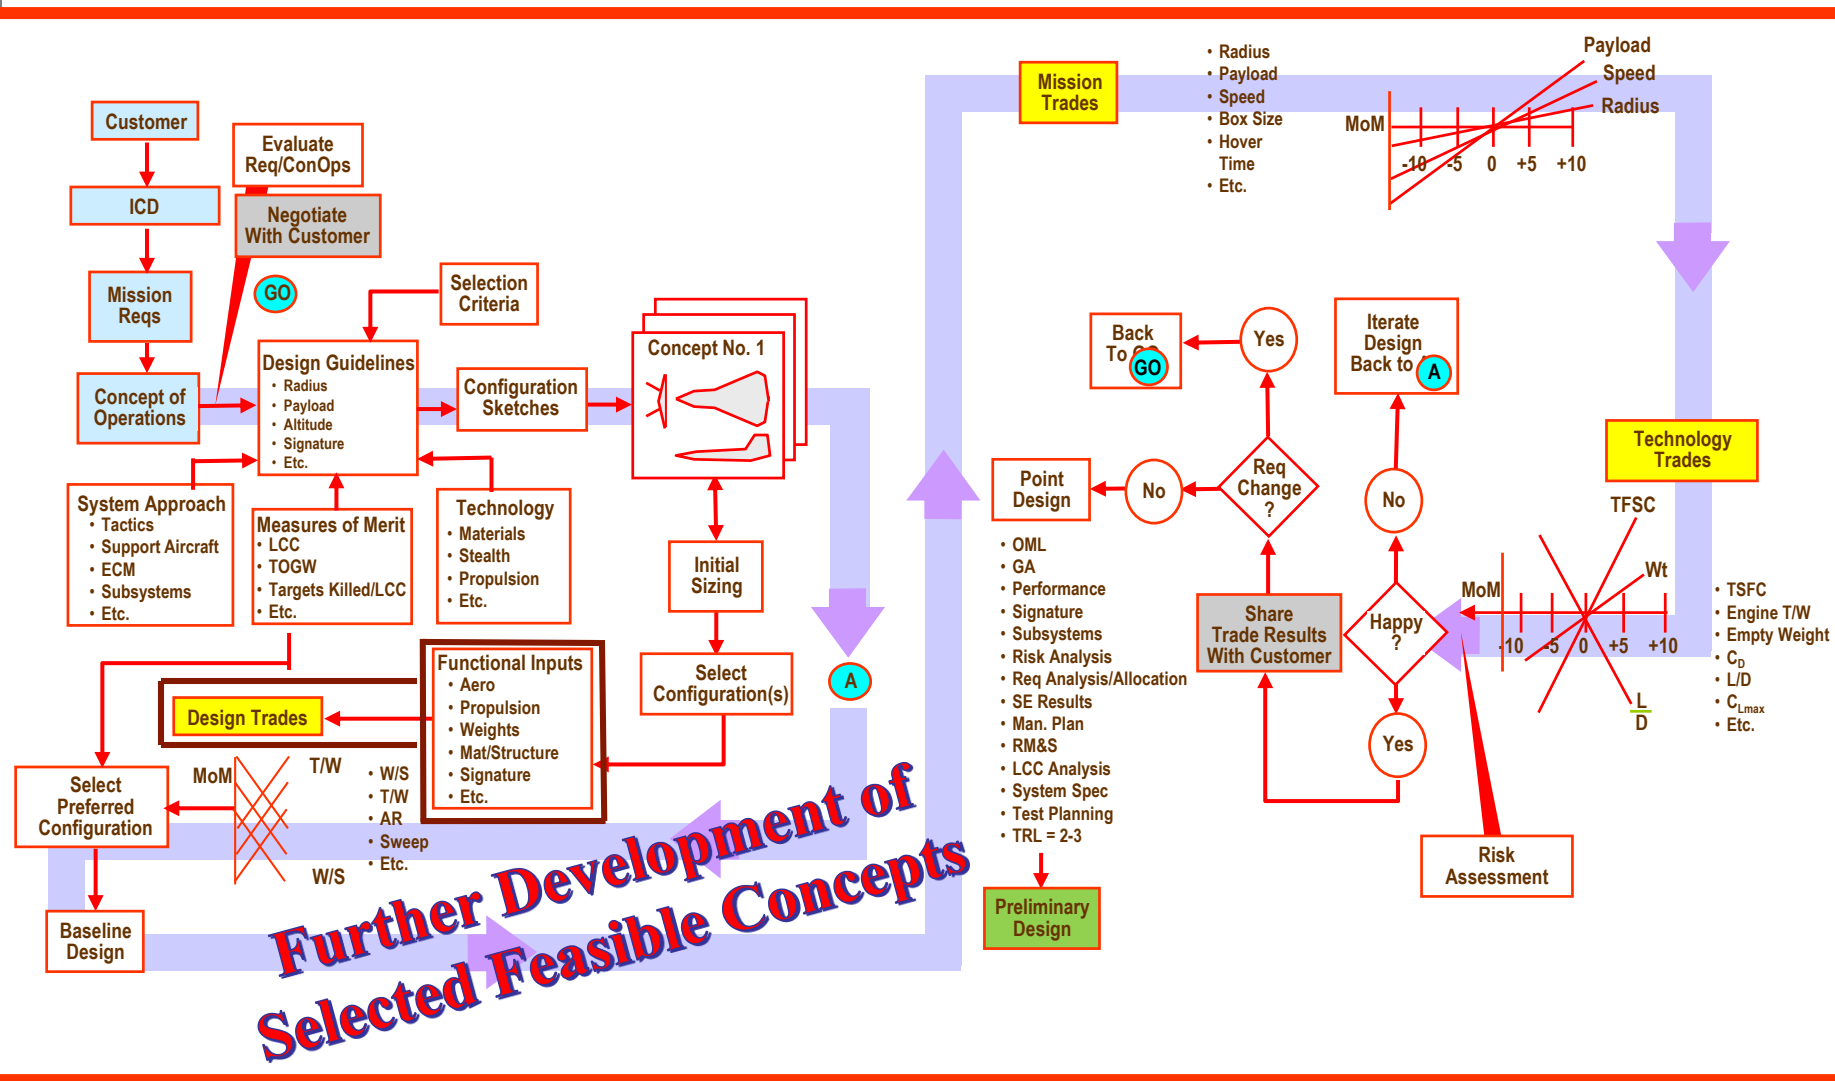 Customer
ICD
Mission
Reqs
Concept of
Operations
Evaluate
Req/ConOps
Negotiate
With Customer
GO
Selection
Criteria
Design Guidelines
• Radius
• Payload
• Altitude
• Signature
• Etc.
Configuration
Sketches
Concept No. 1
System Approach
• Tactics
• Support Aircraft
• ECM
• Subsystems
• Etc.
Measures of Merit
• LCC
• TOGW
• Targets Killed/LCC
• Etc.
Technology
• Materials
• Stealth
• Propulsion
• Etc.
Initial
Sizing
Select
Configuration(s)
A
Functional Inputs
• Aero
• Propulsion
• Weights
• Mat/Structure
• Signature
• Etc.
Design Trades
Select
Preferred
Configuration
MoM
T/W
W/S
• W/S
• T/W
• AR
• Sweep
• Etc.
Baseline
Design
Further Development of
Selected Feasible Concepts
Mission
Trades
• Radius
• Payload
• Speed
• Box Size
• Hover
Time
• Etc.
Payload
Speed
Radius
MoM
-10 -5 0 +5 +10
Technology
Trades
TFSC
Wt
MoM
-10 -5 0 +5 +10
L
D
• TSFC
• Engine T/W
• Empty Weight
• CD
• L/D
• CLmax
• Etc.
Risk
Assessment
Happy
?
No
Iterate
Design
Back to
A
Yes
Share
Trade Results
With Customer
Req
Change
?
Yes
Back
To GO
GO
No
Point
Design
• OML
• GA
• Performance
• Signature
• Subsystems
• Risk Analysis
• Req Analysis/Allocation
• SE Results
• Man. Plan
• RM&S
• LCC Analysis
• System Spec
• Test Planning
• TRL = 2-3
Preliminary
Design